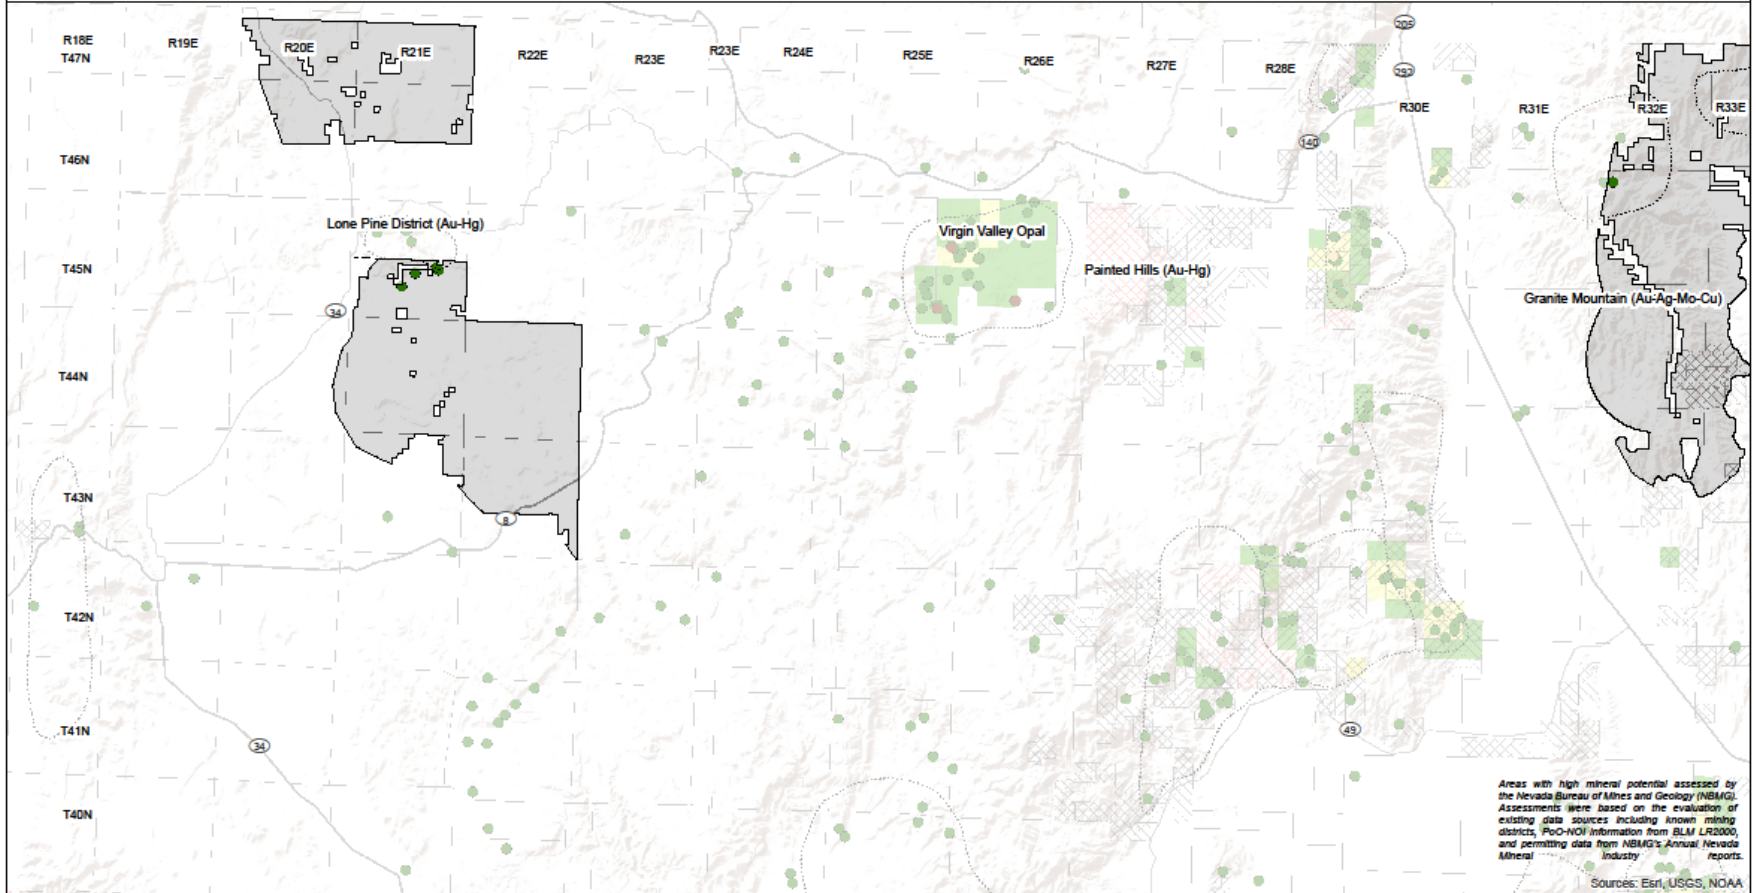 205
R18E
R19E
R20E
R21E
R22E
R23E
R23E
R24E
R25E
R26E
R27E
R28E
292
R30E
R31E
R32E
R33E
T47N
140
T46N
Lone Pine District (Au-Hg)
Virgin Valley Opal
T45N
Painted Hills (Au-Hg)
Granite Mountain (Au-Ag-Mo-Cu)
34
T44N
T43N
8
T42N
T41N
34
49
T40N
Areas with high mineral potential assessed by
the Nevada Bureau of Mines and Geology (NBMG).
Assessments were based on the evaluation of
existing data sources including known mining
districts, PoO-NOI information from BLM LR2000,
and permitting data from NBMG's Annual Nevada
Mineral Industry reports.
Sources: Esri, USGS, NOAA